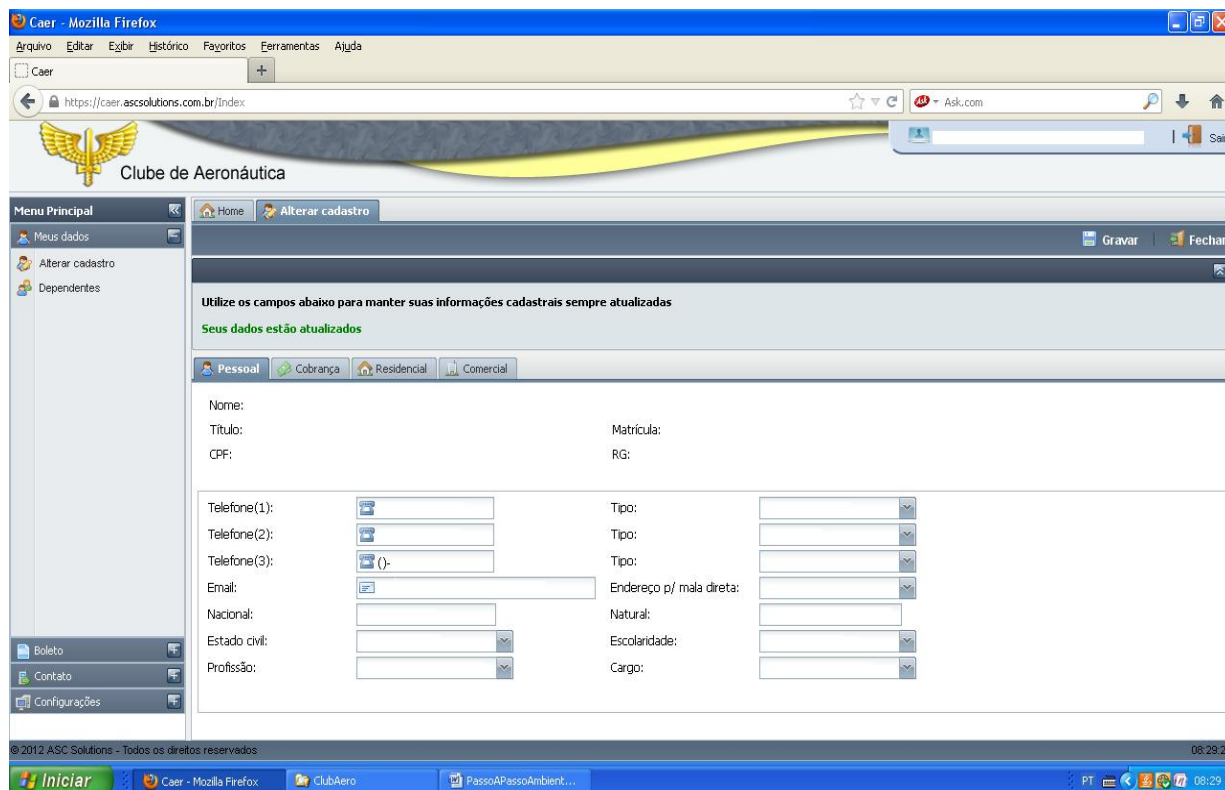 Caer - Mozilla Firefox
Arquivo Editar Exibir Histórico Favoritos Ferramentas Ajuda
Caer
https://caer.ascsolutions.com.br/Index
Ask.com
Clube de Aeronáutica
Sair
Menu Principal
Home Alterar cadastro
Meus dados
Gravar Fechar
Alterar cadastro
Dependentes
Utilize os campos abaixo para manter suas informações cadastrais sempre atualizadas
Seus dados estão atualizados
Pessoal Cobrança Residencial Comercial
Nome:
Título: Matrícula:
CPF: RG:
Telefone(1): Tipo:
Telefone(2): Tipo:
Telefone(3): ()- Tipo:
Email: Endereço p/ mala direta:
Nacional: Natural:
Estado civil: Escolaridade:
Profissão: Cargo:
Boleto
Contato
Configurações
© 2012 ASC Solutions - Todos os direitos reservados 08:29:2
Iniciar Caer - Mozilla Firefox ClubAero PassoAPassoAmbient... PT 08:29